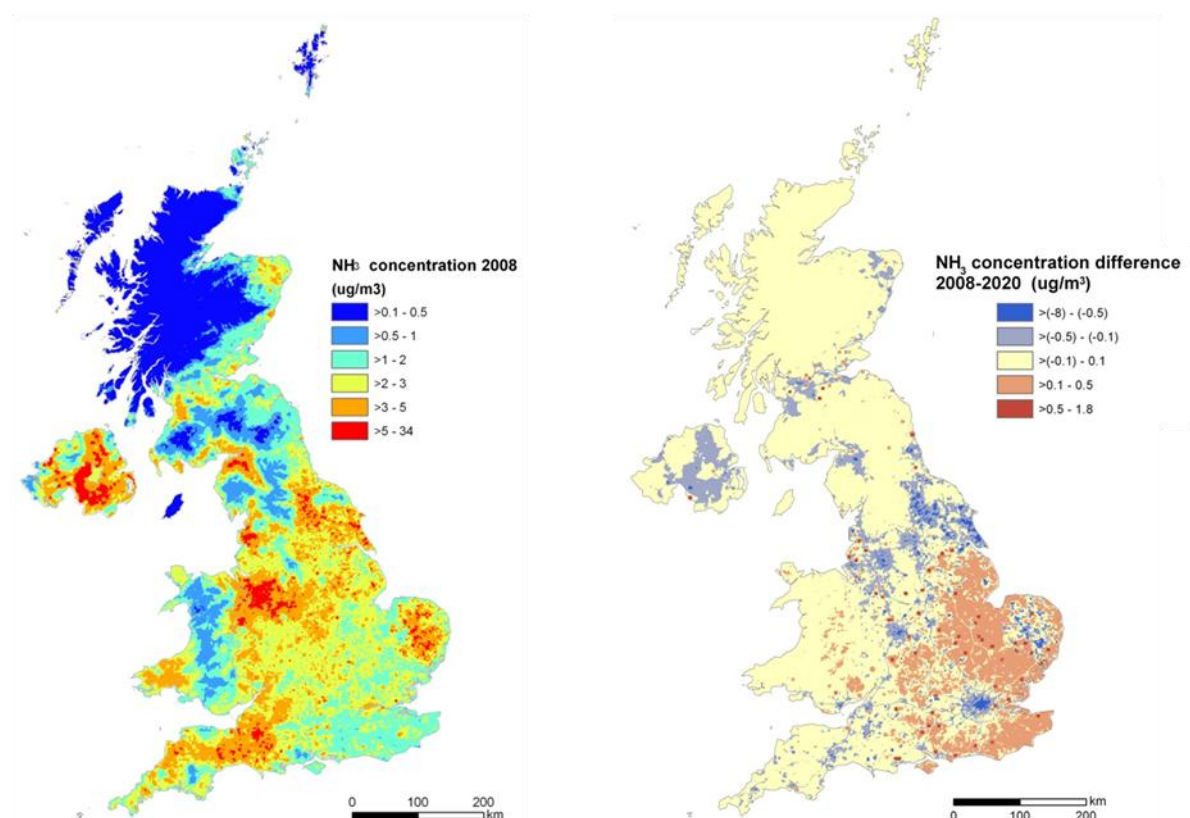 NH3 concentration 2008
(ug/m3)
>0.1 - 0.5
>0.5 - 1
>1 - 2
>2 - 3
>3 - 5
>5 - 34
0 100 200
km
NH3 concentration difference
2008-2020 (ug/m³)
>(-8) - (-0.5)
>(-0.5) - (-0.1)
>(-0.1) - 0.1
>0.1 - 0.5
>0.5 - 1.8
0 100 200
km